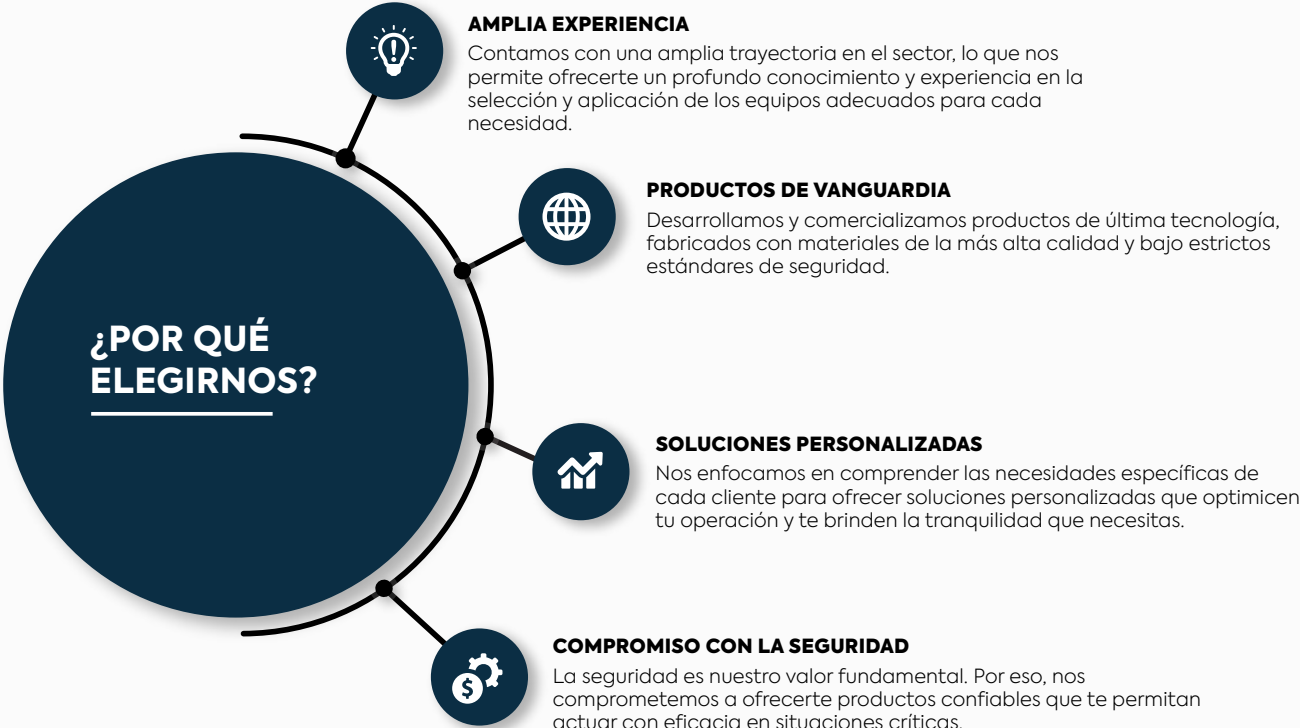 ¿POR QUÉ
ELEGIRNOS?
AMPLIA EXPERIENCIA
Contamos con una amplia trayectoria en el sector, lo que nos
permite ofrecerte un profundo conocimiento y experiencia en la
selección y aplicación de los equipos adecuados para cada
necesidad.
PRODUCTOS DE VANGUARDIA
Desarrollamos y comercializamos productos de última tecnología,
fabricados con materiales de la más alta calidad y bajo estrictos
estándares de seguridad.
SOLUCIONES PERSONALIZADAS
Nos enfocamos en comprender las necesidades específicas de
cada cliente para ofrecer soluciones personalizadas que optimicen
tu operación y te brinden la tranquilidad que necesitas.
$
COMPROMISO CON LA SEGURIDAD
La seguridad es nuestro valor fundamental. Por eso, nos
comprometemos a ofrecerte productos confiables que te permitan
actuar con eficacia en situaciones críticas.